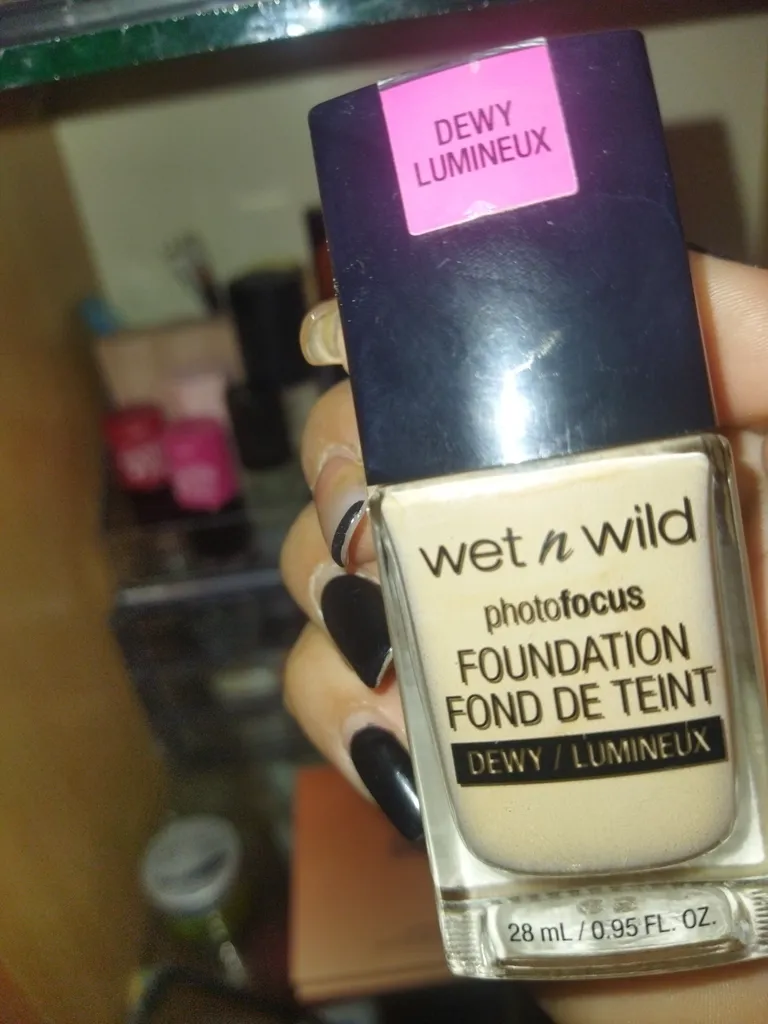 DEWY
LUMINEUX
wet n wild
photofocus
FOUNDATION
FOND DE TEINT
DEWY / LUMINEUX
28 mL / 0.95 FL. OZ.